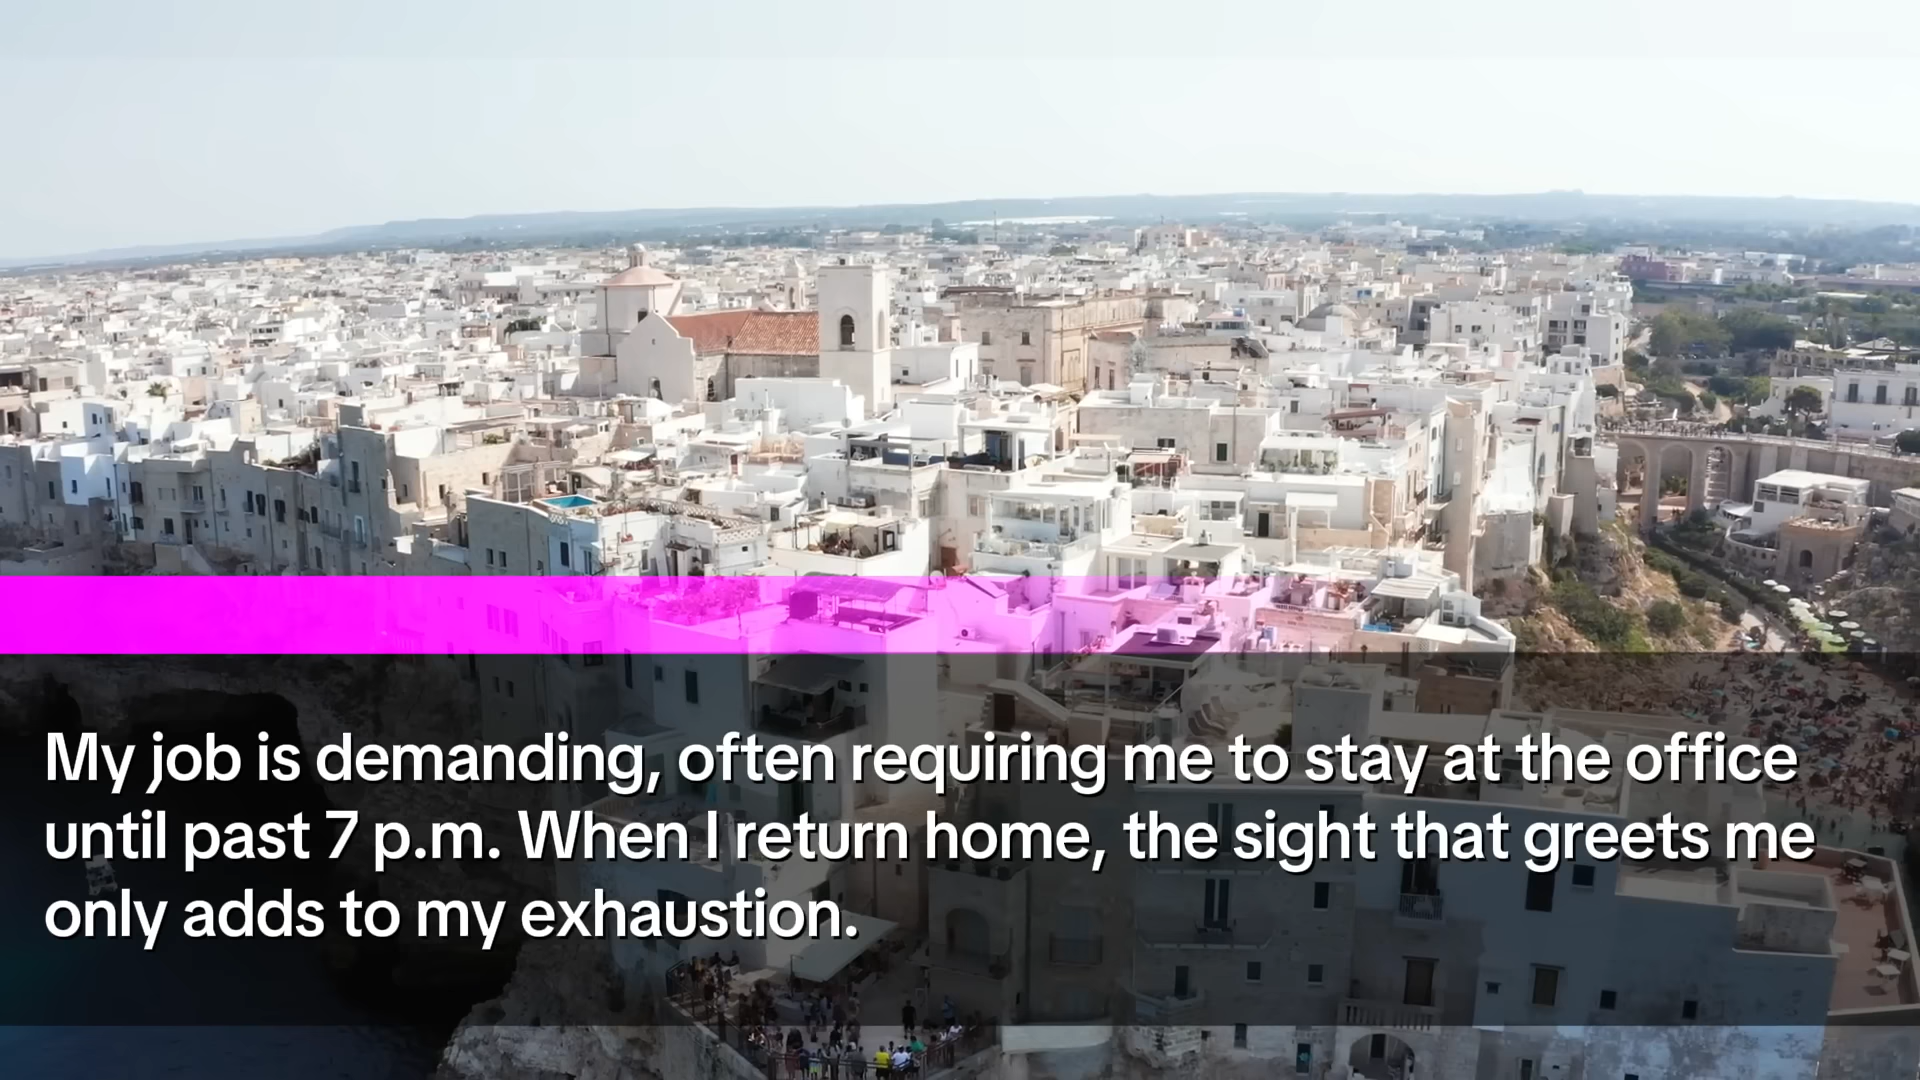 My job is demanding, often requiring me to stay at the office
until past 7 p.m. When I return home, the sight that greets me
only adds to my exhaustion.